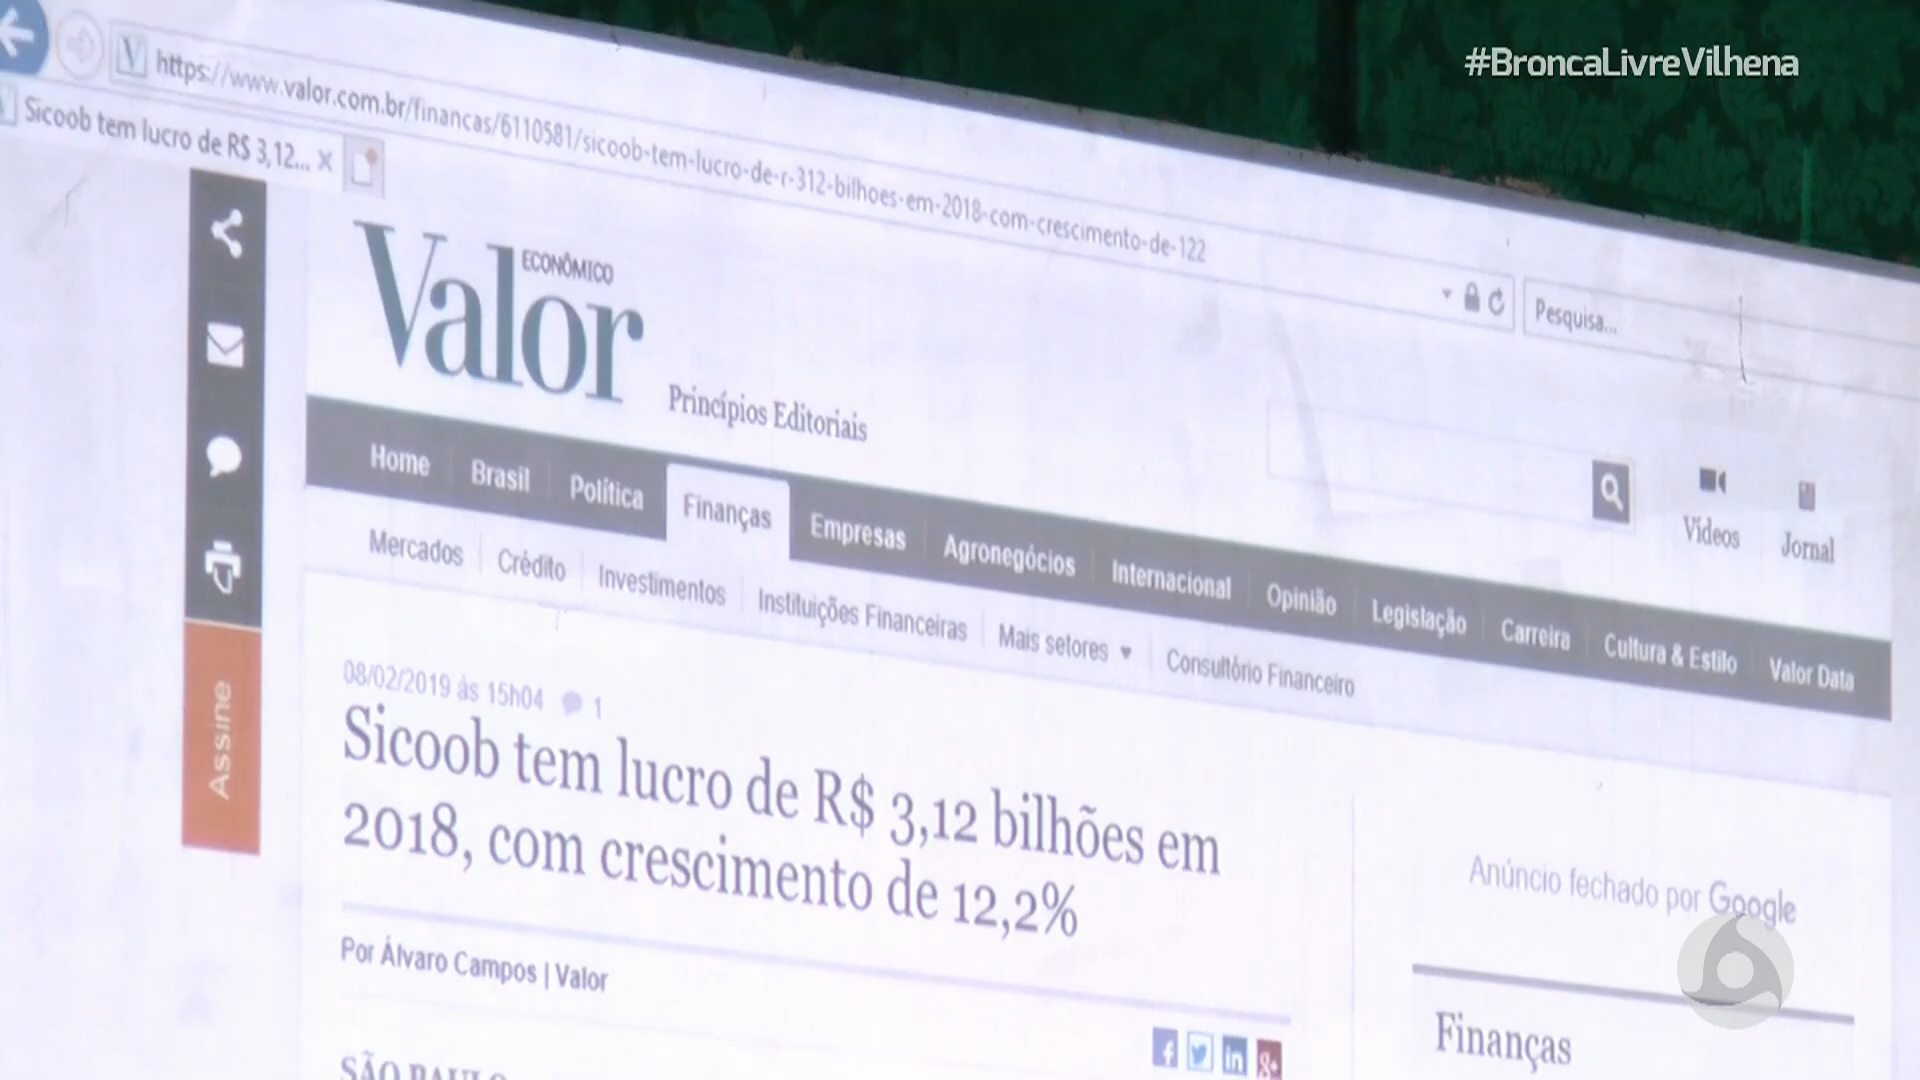 #BroncaLivreVilhena
https://www.valor.com.br/financas/6110581/sicoob-tem-lucro-de-r-312-bilhoes-em-2018-com-crescimento-de-122
Pesquisa...
Sicoob tem lucro de R$ 3,12... x
Valor
ECONÔMICO
Princípios Editoriais
Vídeos
Jornal
Home Brasil Política Finanças Empresas Agronegócios Internacional Opinião Legislação Carreira Cultura & Estilo Valor Data
Mercados Crédito Investimentos Instituições Financeiras Mais setores Consultório Financeiro
Assine
08/02/2019 às 15h04 1
Sicoob tem lucro de R$ 3,12 bilhões em
2018, com crescimento de 12,2%
Por Álvaro Campos | Valor
Anúncio fechado por Google
Finanças
f
in
g+
SÃO PAULO